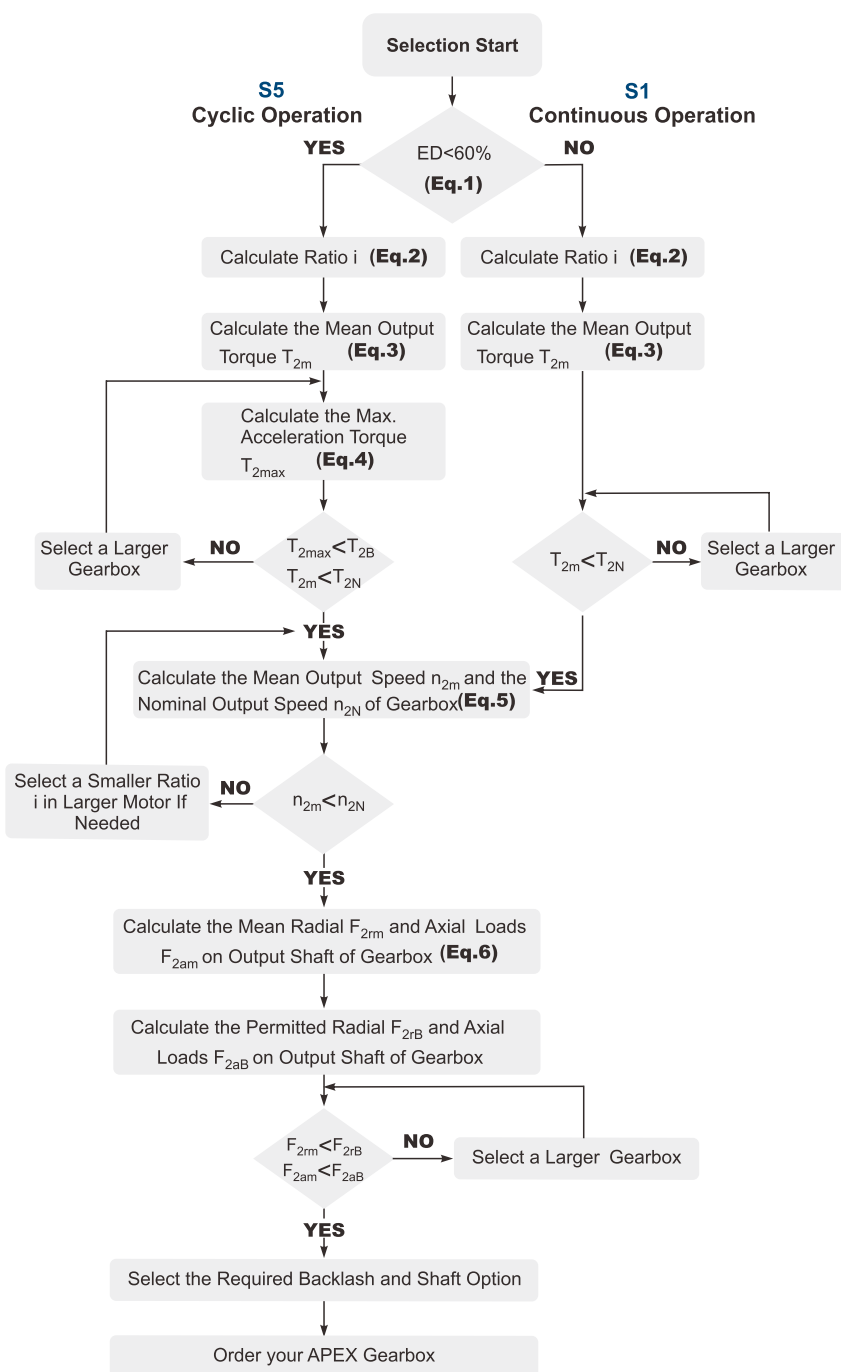 Selection Start
S5
Cyclic Operation
S1
Continuous Operation
YES
ED<60%
(Eq.1)
NO
Calculate Ratio i (Eq.2)
Calculate Ratio i (Eq.2)
Calculate the Mean Output
Torque T2m (Eq.3)
Calculate the Mean Output
Torque T2m (Eq.3)
Calculate the Max.
Acceleration Torque
T2max (Eq.4)
Select a Larger
Gearbox
NO
T2max<T2B
T2m<T2N
T2m<T2N
NO
Select a Larger
Gearbox
YES
Calculate the Mean Output Speed n2m and the
Nominal Output Speed n2N of Gearbox(Eq.5)
YES
Select a Smaller Ratio
i in Larger Motor If
Needed
NO
n2m<n2N
YES
Calculate the Mean Radial F2rm and Axial Loads
F2am on Output Shaft of Gearbox (Eq.6)
Calculate the Permitted Radial F2rB and Axial
Loads F2aB on Output Shaft of Gearbox
F2rm<F2rB
F2am<F2aB
NO
Select a Larger Gearbox
YES
Select the Required Backlash and Shaft Option
Order your APEX Gearbox